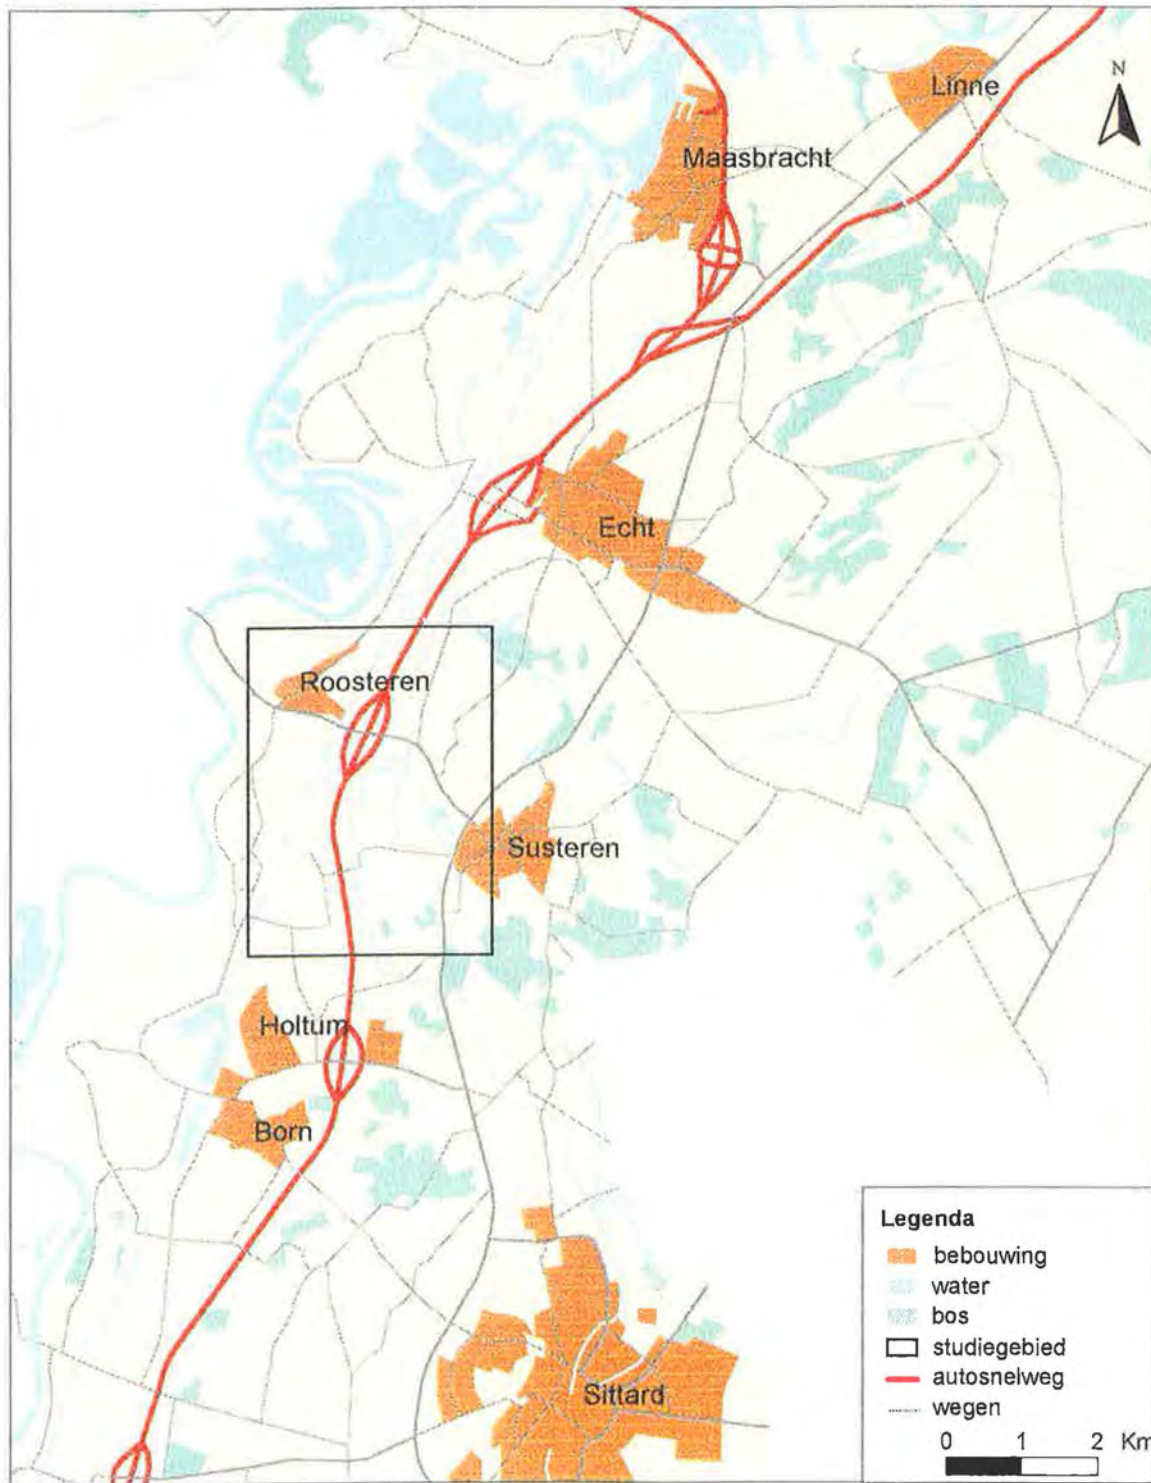 Linne
N
Maasbracht
Echt
Roosteren
Susteren
Holtum
Born
Sittard
Legenda
bebouwing
water
bos
studiegebied
autosnelweg
wegen
0 1 2 Km